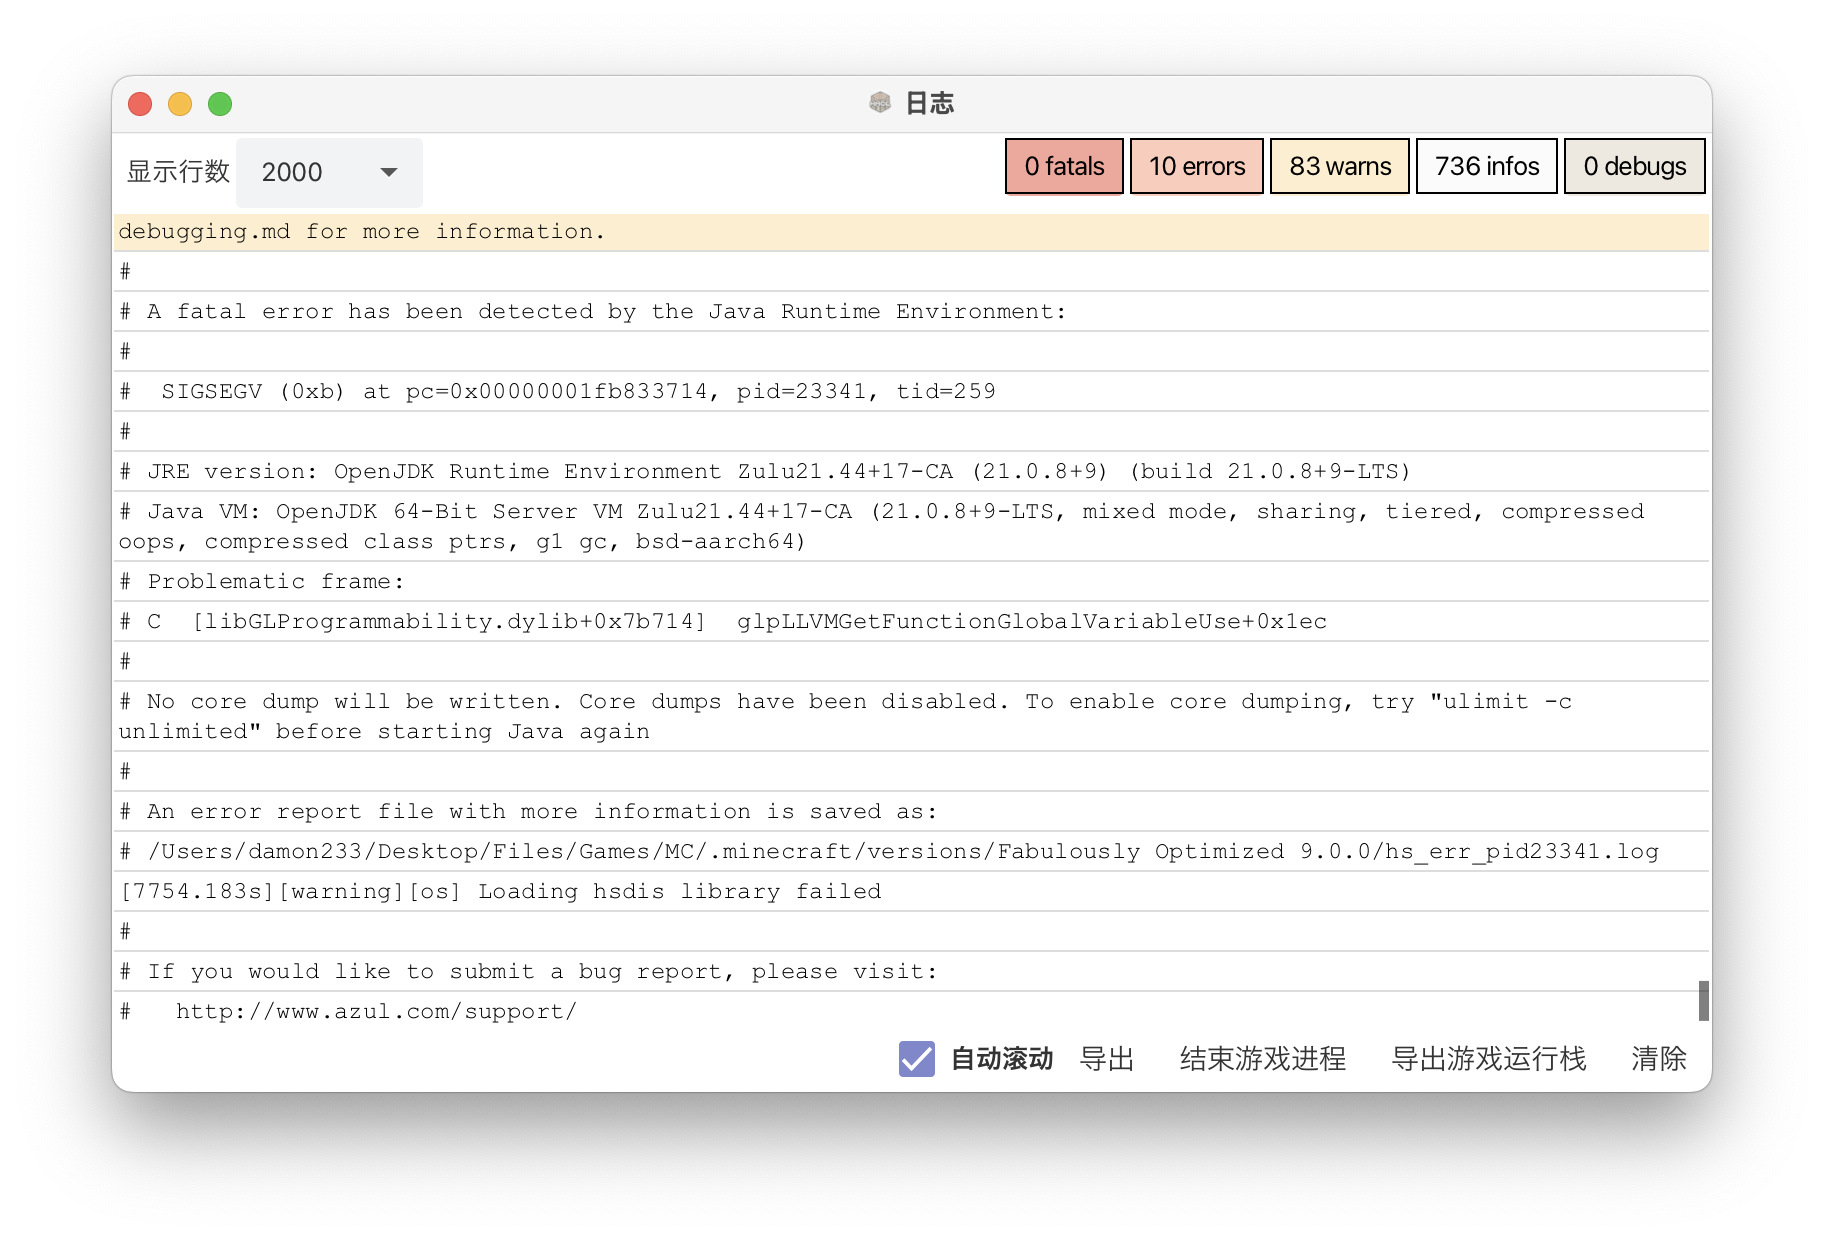 日志
显示行数 2000 0 fatals 10 errors 83 warns 736 infos 0 debugs
debugging.md for more information.
#
# A fatal error has been detected by the Java Runtime Environment:
#
#  SIGSEGV (0xb) at pc=0x00000001fb833714, pid=23341, tid=259
#
# JRE version: OpenJDK Runtime Environment Zulu21.44+17-CA (21.0.8+9) (build 21.0.8+9-LTS)
# Java VM: OpenJDK 64-Bit Server VM Zulu21.44+17-CA (21.0.8+9-LTS, mixed mode, sharing, tiered, compressed
oops, compressed class ptrs, g1 gc, bsd-aarch64)
# Problematic frame:
# C  [libGLProgrammability.dylib+0x7b714]  glpLLVMGetFunctionGlobalVariableUse+0x1ec
#
# No core dump will be written. Core dumps have been disabled. To enable core dumping, try "ulimit -c
unlimited" before starting Java again
#
# An error report file with more information is saved as:
# /Users/damon233/Desktop/Files/Games/MC/.minecraft/versions/Fabulously Optimized 9.0.0/hs_err_pid23341.log
[7754.183s][warning][os] Loading hsdis library failed
#
# If you would like to submit a bug report, please visit:
#   http://www.azul.com/support/
自动滚动 导出 结束游戏进程 导出游戏运行栈 清除